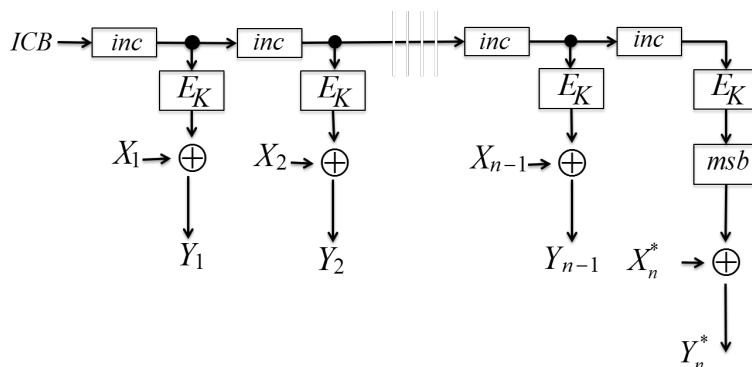 ICB inc inc inc inc
E_K E_K E_K E_K
X_1 X_2 X_{n-1} msb
Y_1 Y_2 Y_{n-1} X_n^*
Y_n^*